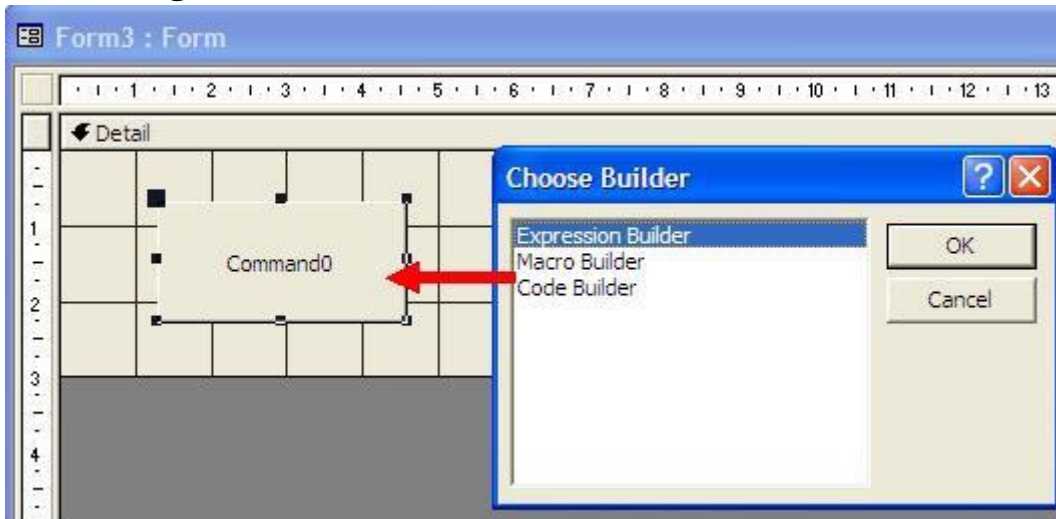 Form3 : Form
1 2 3 4 5 6 7 8 9 10 11 12 13
Detail
Choose Builder
Expression Builder
Macro Builder
Code Builder
OK
Cancel
Command0
1
2
3
4